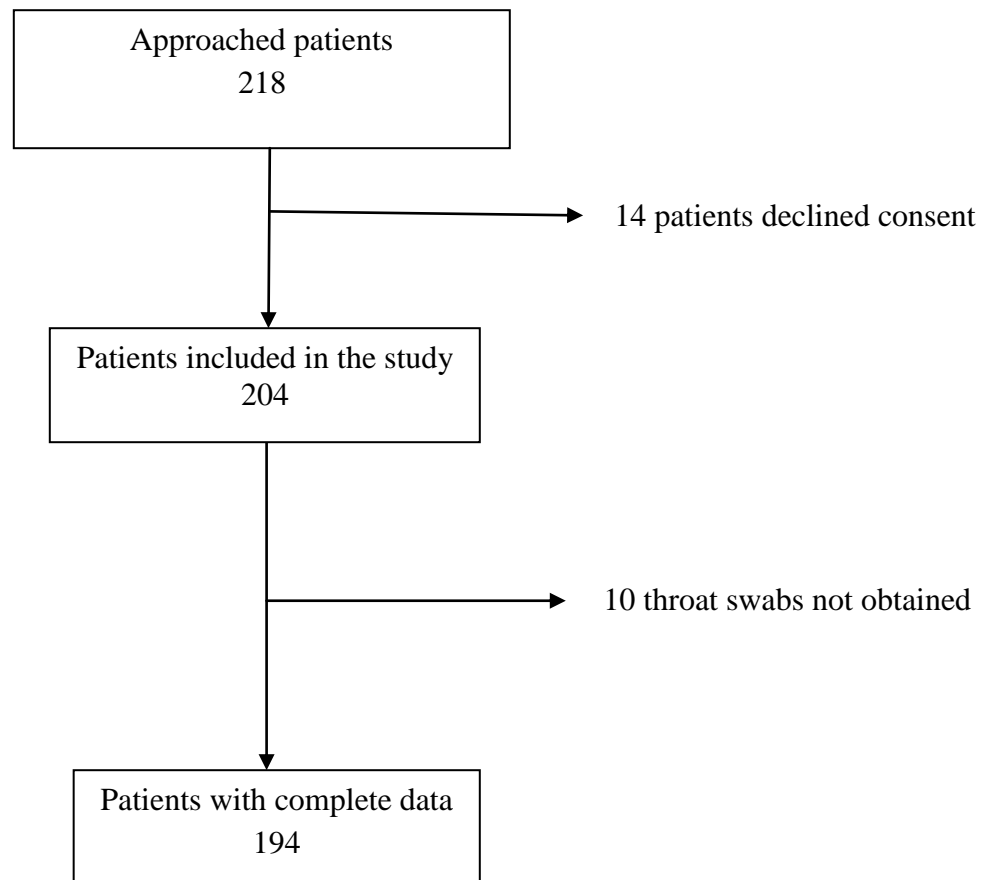 Approached patients
218
14 patients declined consent
Patients included in the study
204
10 throat swabs not obtained
Patients with complete data
194